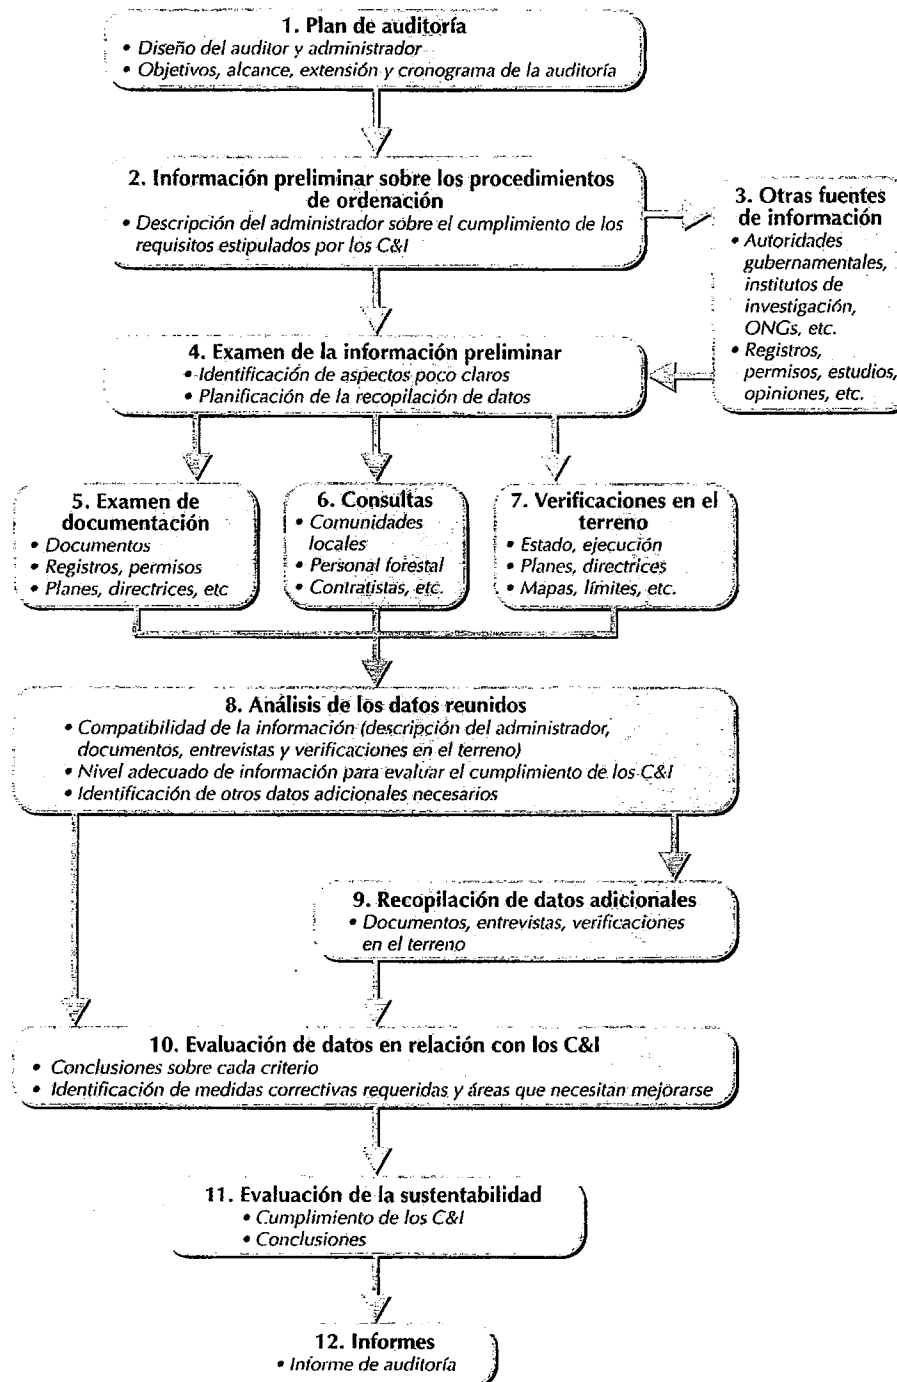 1. Plan de auditoría
• Diseño del auditor y administrador
• Objetivos, alcance, extensión y cronograma de la auditoría
2. Información preliminar sobre los procedimientos
de ordenación
• Descripción del administrador sobre el cumplimiento de los
requisitos estipulados por los C&I
3. Otras fuentes
de información
• Autoridades
gubernamentales,
institutos de
investigación,
ONGs, etc.
• Registros,
permisos, estudios,
opiniones, etc.
4. Examen de la información preliminar
• Identificación de aspectos poco claros
• Planificación de la recopilación de datos
5. Examen de
documentación
• Documentos
• Registros, permisos
• Planes, directrices, etc
6. Consultas
• Comunidades
locales
• Personal forestal
• Contratistas, etc.
7. Verificaciones en el
terreno
• Estado, ejecución
• Planes, directrices
• Mapas, límites, etc.
8. Análisis de los datos reunidos
• Compatibilidad de la información (descripción del administrador,
documentos, entrevistas y verificaciones en el terreno)
• Nivel adecuado de información para evaluar el cumplimiento de los C&I
• Identificación de otros datos adicionales necesarios
9. Recopilación de datos adicionales
• Documentos, entrevistas, verificaciones
en el terreno
10. Evaluación de datos en relación con los C&I
• Conclusiones sobre cada criterio
• Identificación de medidas correctivas requeridas y áreas que necesitan mejorarse
11. Evaluación de la sustentabilidad
• Cumplimiento de los C&I
• Conclusiones
12. Informes
• Informe de auditoría